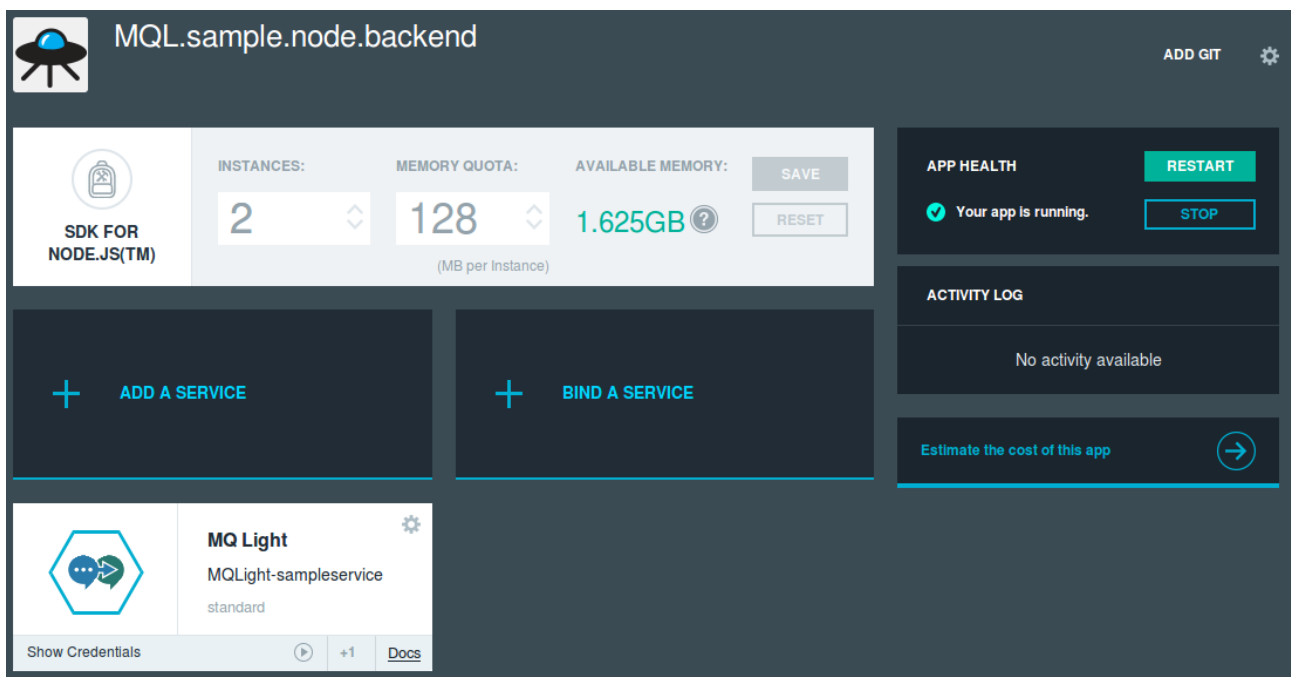 MQL.sample.node.backend
ADD GIT
SDK FOR
NODE.JS(TM)
INSTANCES:
2
MEMORY QUOTA:
128
(MB per Instance)
AVAILABLE MEMORY:
1.625GB ?
SAVE
RESET
APP HEALTH
RESTART
Your app is running.
STOP
ACTIVITY LOG
No activity available
ADD A SERVICE
BIND A SERVICE
Estimate the cost of this app
MQ Light
MQLight-sampleservice
standard
Show Credentials
+1
Docs